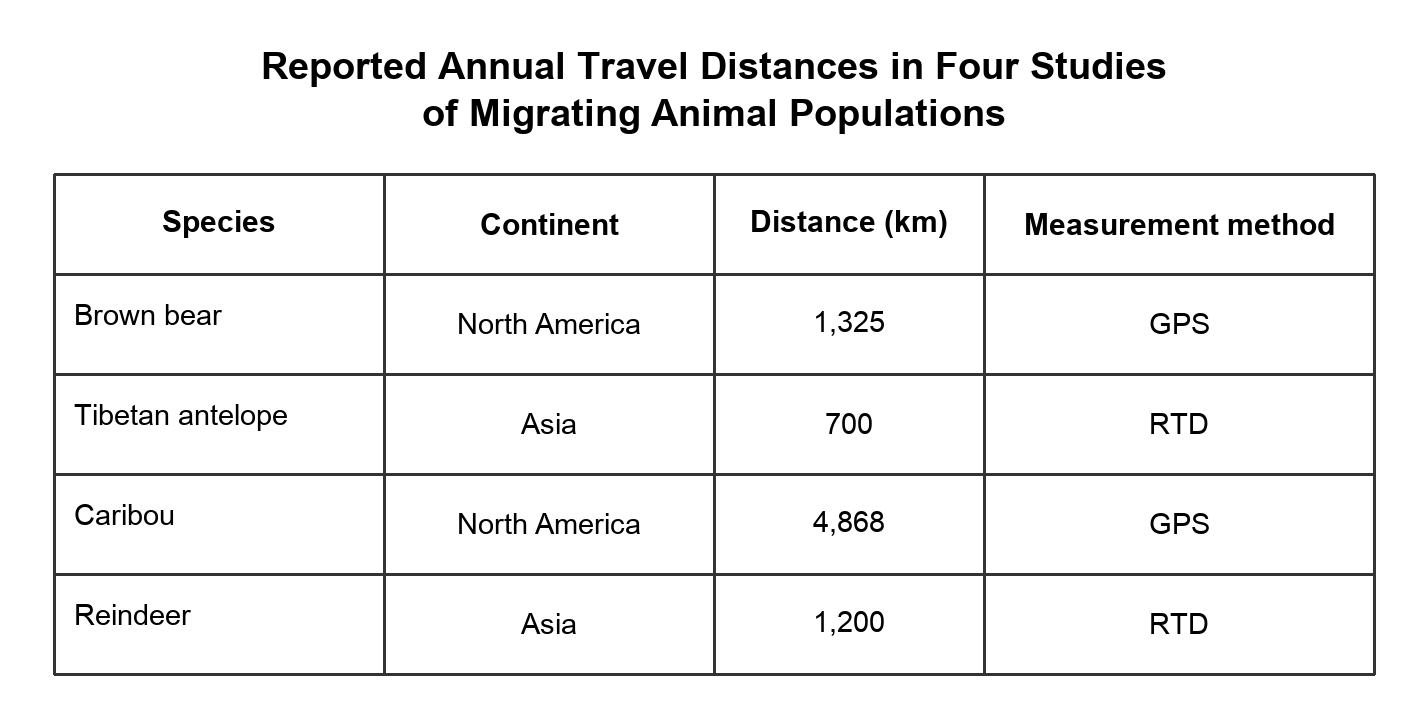 Reported Annual Travel Distances in Four Studies
of Migrating Animal Populations
Species Continent Distance (km) Measurement method
Brown bear North America 1,325 GPS
Tibetan antelope Asia 700 RTD
Caribou North America 4,868 GPS
Reindeer Asia 1,200 RTD